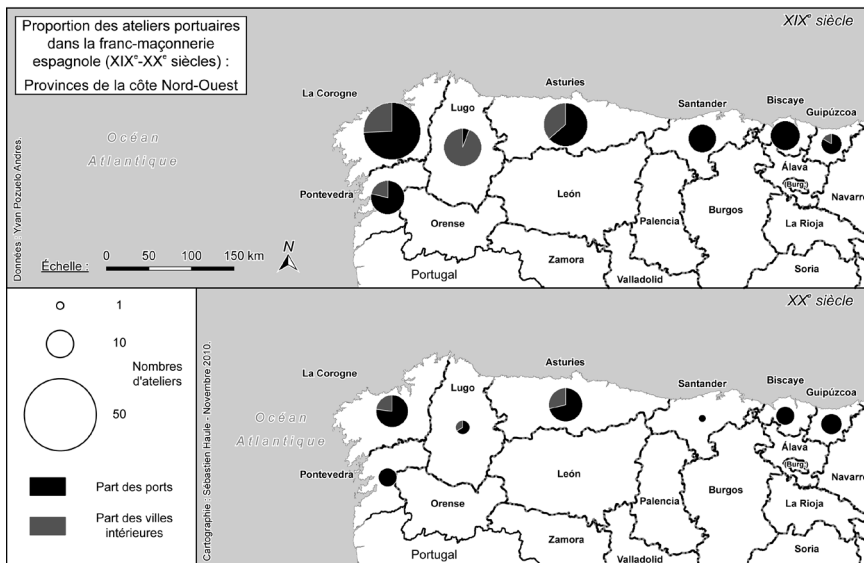 Proportion des ateliers portuaires
dans la franc-maçonnerie
espagnole (XIXe-XXe siècles) :
Provinces de la côte Nord-Ouest
XIXe siècle
La Corogne
Lugo
Asturies
Santander
Biscaye
Guipúzcoa
Océan
Atlantique
Pontevedra
Orense
León
Palencia
Burgos
Álava
(Burg.)
Navarre
La Rioja
Zamora
Valladolid
Soria
Portugal
Données : Yvan Pozuelo Andres.
Échelle :
0 50 100 150 km
N
XXe siècle
1
10
Nombres
d'ateliers
50
Part des ports
Part des villes
intérieures
Cartographie : Sébastien Haule - Novembre 2010.
La Corogne
Lugo
Asturies
Santander
Biscaye
Guipúzcoa
Océan
Atlantique
Pontevedra
Orense
León
Palencia
Burgos
Álava
(Burg.)
Navarre
La Rioja
Zamora
Valladolid
Soria
Portugal